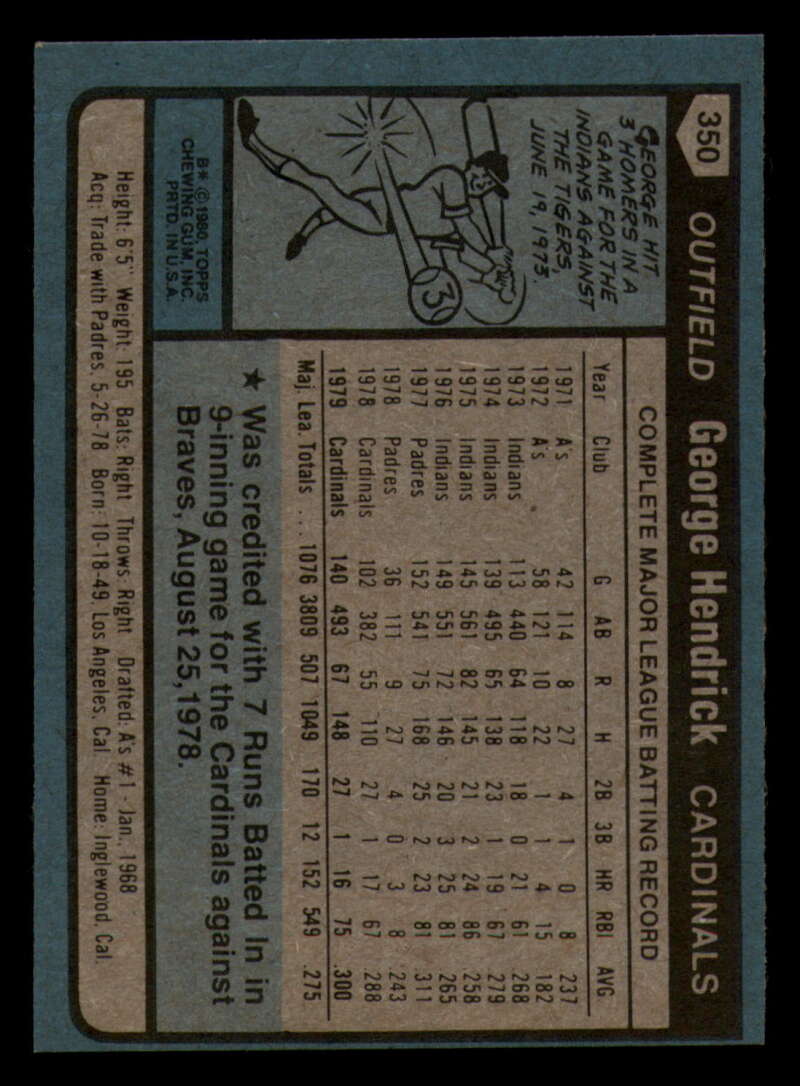 350 OUTFIELD George Hendrick CARDINALS
GEORGE HIT
3 HOMERS IN A
GAME FOR THE
INDIANS AGAINST
THE TIGERS,
JUNE 19, 1973.
3
B* © 1980, TOPPS
CHEWING GUM, INC.
PRTD. IN U.S.A.
COMPLETE MAJOR LEAGUE BATTING RECORD
Year Club G AB R H 2B 3B HR RBI AVG
1971 A's 42 114 8 27 4 1 0 8 .237
1972 A's 58 121 10 22 1 1 4 15 .182
1973 Indians 113 440 64 118 18 0 21 61 .268
1974 Indians 139 495 65 138 23 1 19 67 .279
1975 Indians 145 561 82 145 21 2 24 86 .258
1976 Indians 149 551 72 146 20 3 25 81 .265
1977 Padres 152 541 75 168 25 2 23 81 .311
1978 Padres 36 111 9 27 4 0 3 8 .243
1978 Cardinals 102 382 55 110 27 1 17 67 .288
1979 Cardinals 140 493 67 148 27 1 16 75 .300
Maj. Lea. Totals ... 1076 3809 507 1049 170 12 152 549 .275
★ Was credited with 7 Runs Batted In in
9-inning game for the Cardinals against
Braves, August 25, 1978.
Height: 6'5" Weight: 195 Bats: Right Throws: Right Drafted: A's #1 - Jan., 1968
Acq: Trade with Padres, 5-26-78 Born: 10-18-49, Los Angeles, Cal. Home: Inglewood, Cal.